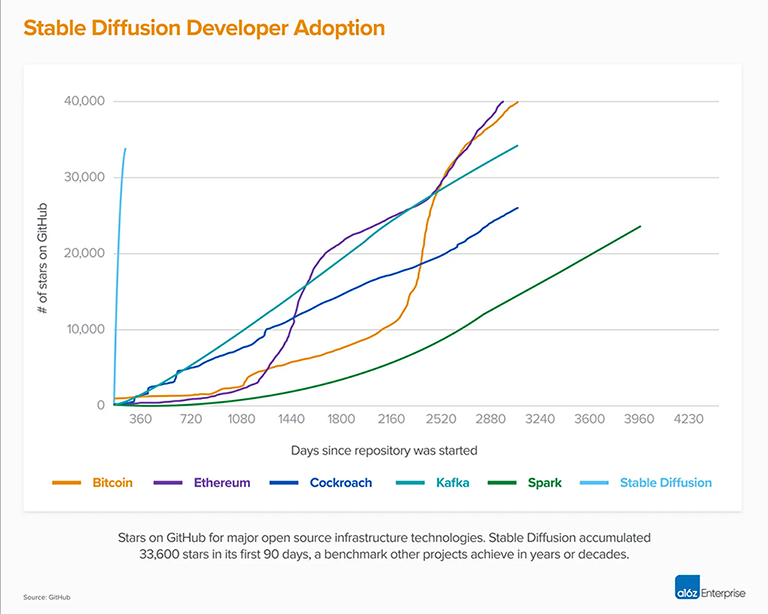 Stable Diffusion Developer Adoption
# of stars on GitHub
40,000
30,000
20,000
10,000
0
360 720 1080 1440 1800 2160 2520 2880 3240 3600 3960 4230
Days since repository was started
Bitcoin Ethereum Cockroach Kafka Spark Stable Diffusion
Stars on GitHub for major open source infrastructure technologies. Stable Diffusion accumulated
33,600 stars in its first 90 days, a benchmark other projects achieve in years or decades.
Source: GitHub
a16z Enterprise